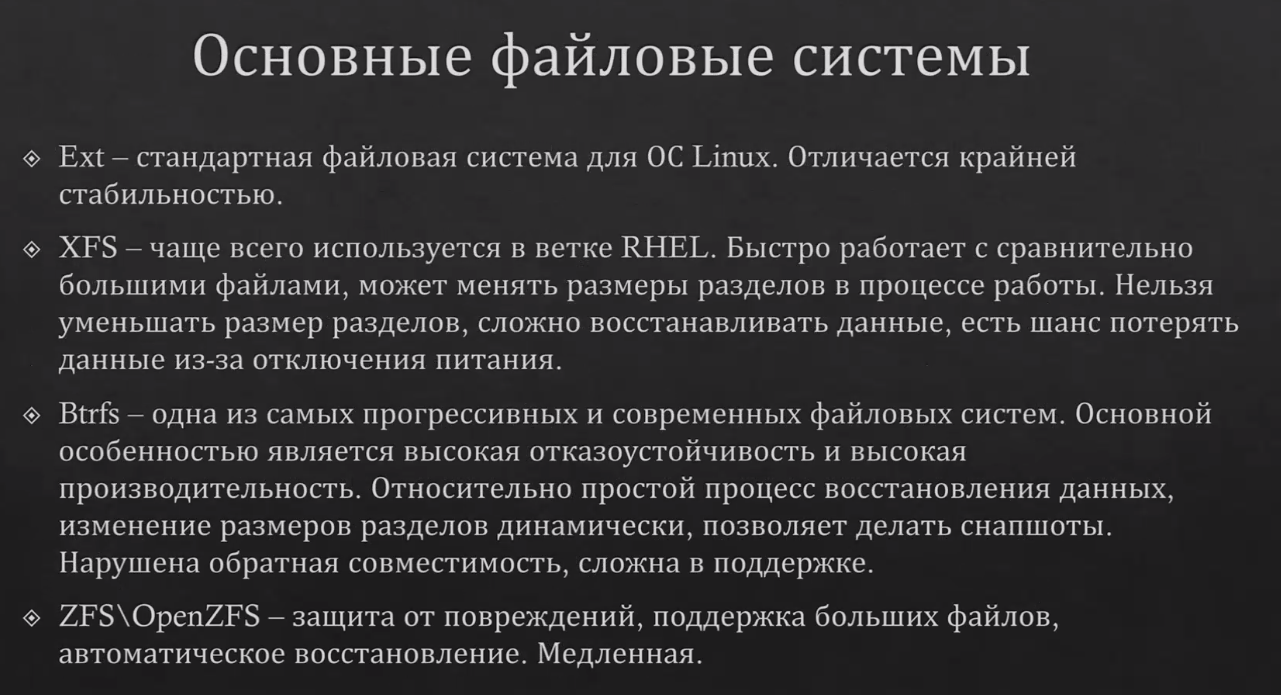 Основные файловые системы
Ext – стандартная файловая система для ОС Linux. Отличается крайней
стабильностью.
XFS – чаще всего используется в ветке RHEL. Быстро работает с сравнительно
большими файлами, может менять размеры разделов в процессе работы. Нельзя
уменьшать размер разделов, сложно восстанавливать данные, есть шанс потерять
данные из-за отключения питания.
Btrfs – одна из самых прогрессивных и современных файловых систем. Основной
особенностью является высокая отказоустойчивость и высокая
производительность. Относительно простой процесс восстановления данных,
изменение размеров разделов динамически, позволяет делать снапшоты.
Нарушена обратная совместимость, сложна в поддержке.
ZFS\OpenZFS – защита от повреждений, поддержка больших файлов,
автоматическое восстановление. Медленная.